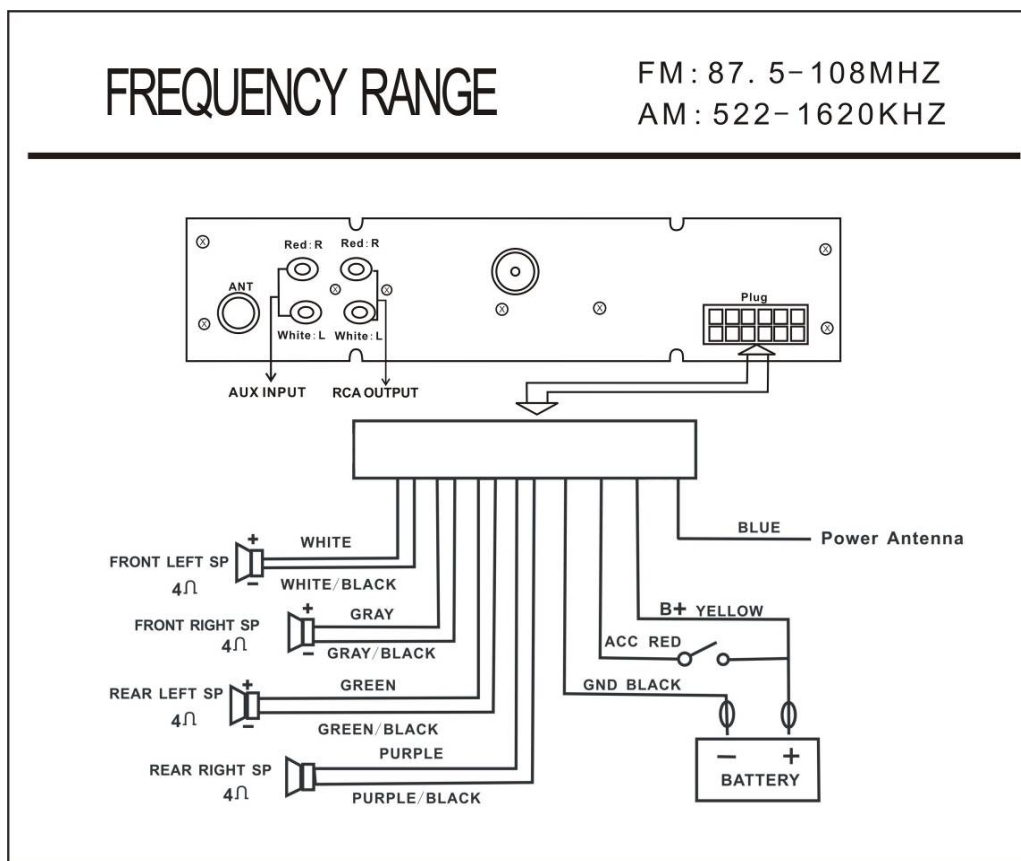 FREQUENCY RANGE
FM: 87. 5-108MHZ
AM: 522-1620KHZ
Red: R
Red: R
ANT
White: L
White: L
Plug
AUX INPUT
RCA OUTPUT
BLUE
Power Antenna
WHITE
+
FRONT LEFT SP
4Ω
-
WHITE/BLACK
B+ YELLOW
+
GRAY
FRONT RIGHT SP
4Ω
-
GRAY/BLACK
ACC RED
GND BLACK
+
GREEN
REAR LEFT SP
4Ω
-
GREEN/BLACK
PURPLE
REAR RIGHT SP
4Ω
PURPLE/BLACK
- +
BATTERY